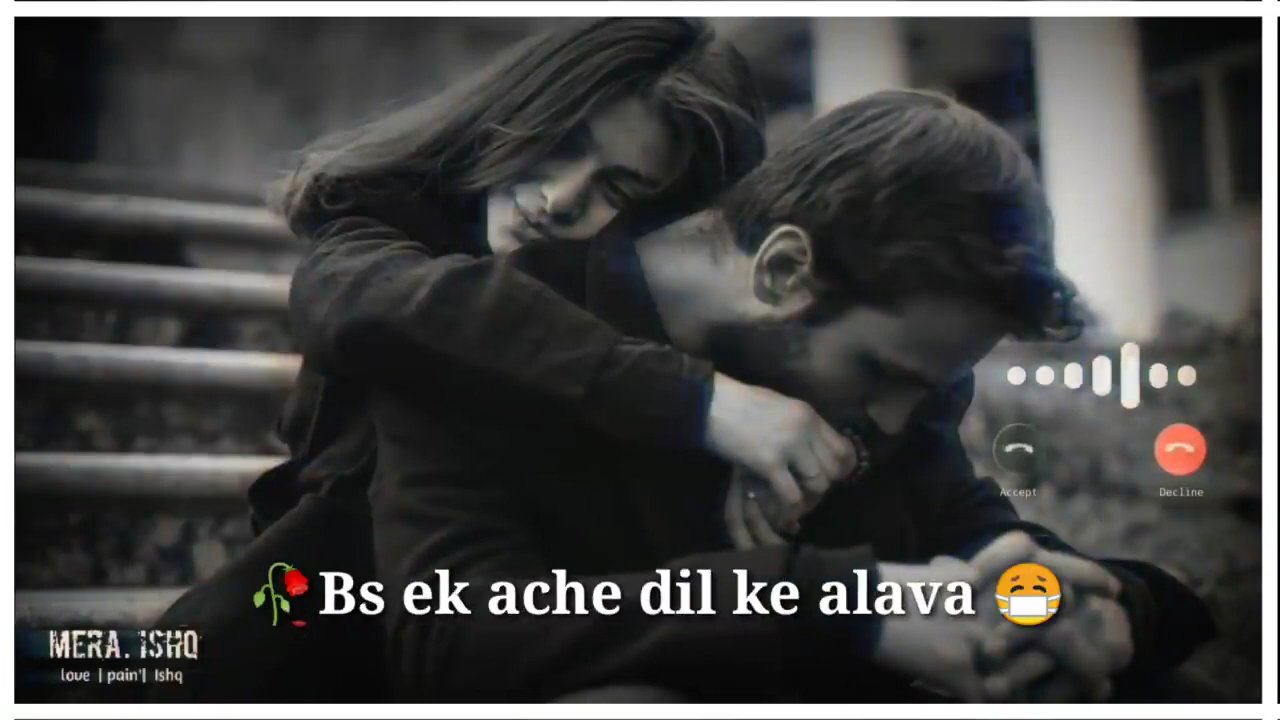 Accept
Decline
🥀Bs ek ache dil ke alava 😷
MERA. ISHQ
love | pain'| Ishq